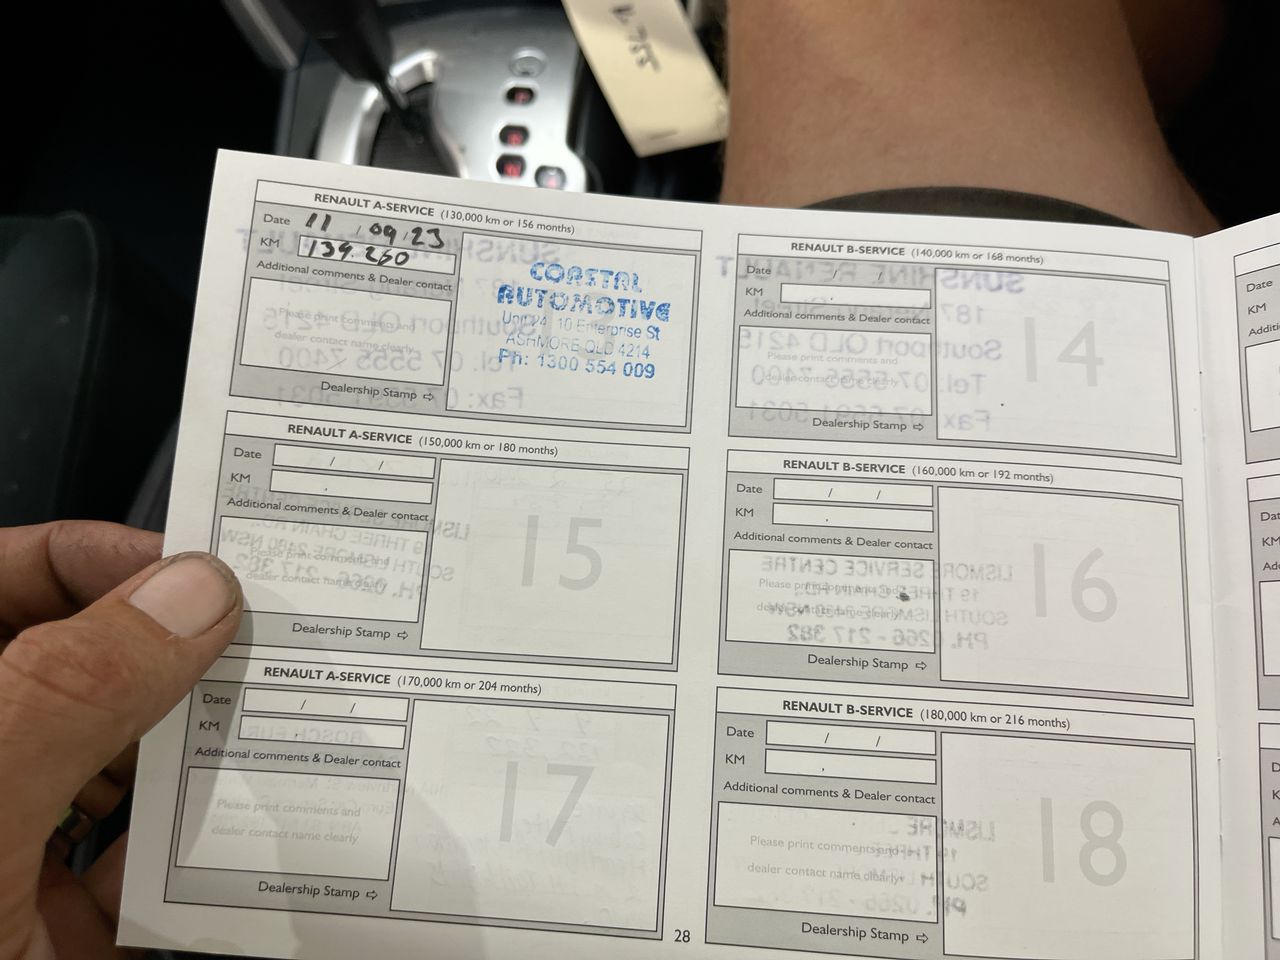 RENAULT A-SERVICE (130,000 km or 156 months)
Date 11 / 09 / 23
KM 139.260
Additional comments & Dealer contact
Please print comments and
dealer contact name clearly
Dealership Stamp ⇨
COASTAL
AUTOMOTIVE
Unit 24, 10 Enterprise St
ASHMORE QLD 4214
Ph: 1300 554 009
RENAULT B-SERVICE (140,000 km or 168 months)
Date / /
KM
Additional comments & Dealer contact
Please print comments and
dealer contact name clearly
Dealership Stamp ⇨
14
RENAULT A-SERVICE (150,000 km or 180 months)
Date / /
KM
Additional comments & Dealer contact
Please print comments and
dealer contact name clearly
Dealership Stamp ⇨
15
RENAULT B-SERVICE (160,000 km or 192 months)
Date / /
KM
Additional comments & Dealer contact
Please print comments and
dealer contact name clearly
Dealership Stamp ⇨
16
RENAULT A-SERVICE (170,000 km or 204 months)
Date / /
KM
Additional comments & Dealer contact
Please print comments and
dealer contact name clearly
Dealership Stamp ⇨
17
RENAULT B-SERVICE (180,000 km or 216 months)
Date / /
KM
Additional comments & Dealer contact
Please print comments and
dealer contact name clearly
Dealership Stamp ⇨
18
28
Date
KM